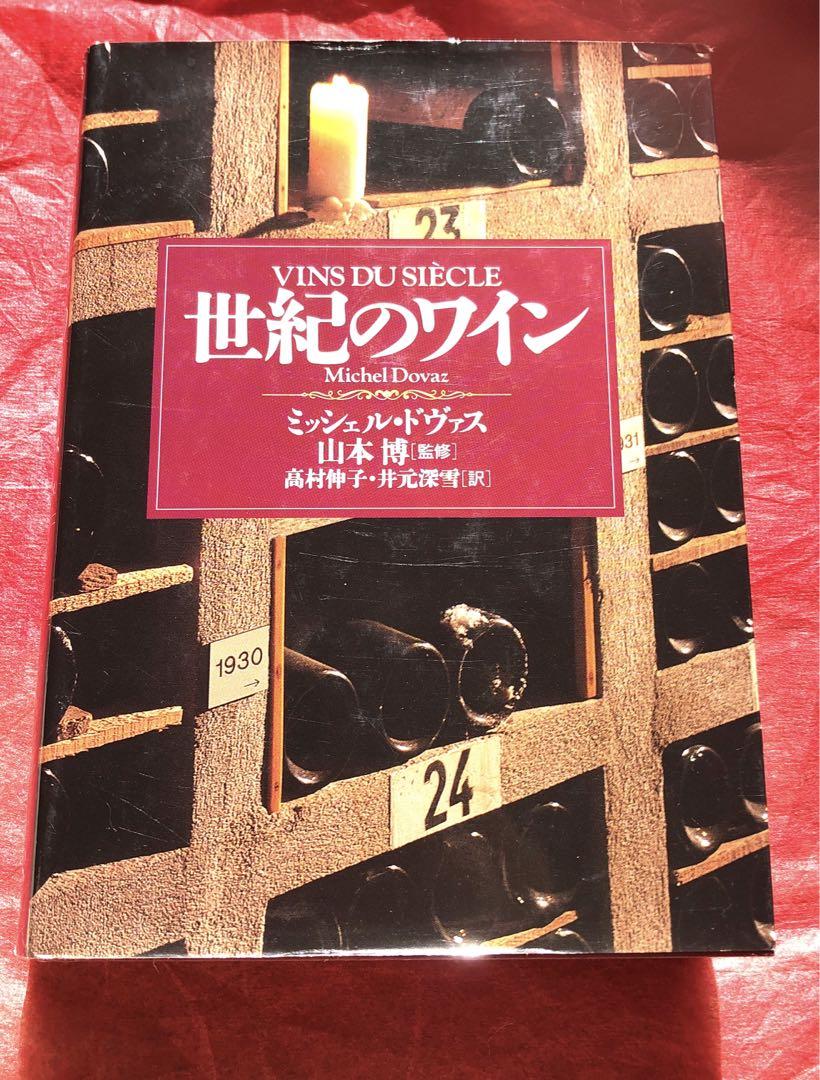 23
VINS DU SIÈCLE
世紀のワイン
Michel Dovaz
ミッシェル・ドヴァス
山本 博[監修]
高村伸子・井元深雪[訳]
931
→
1930
→
24